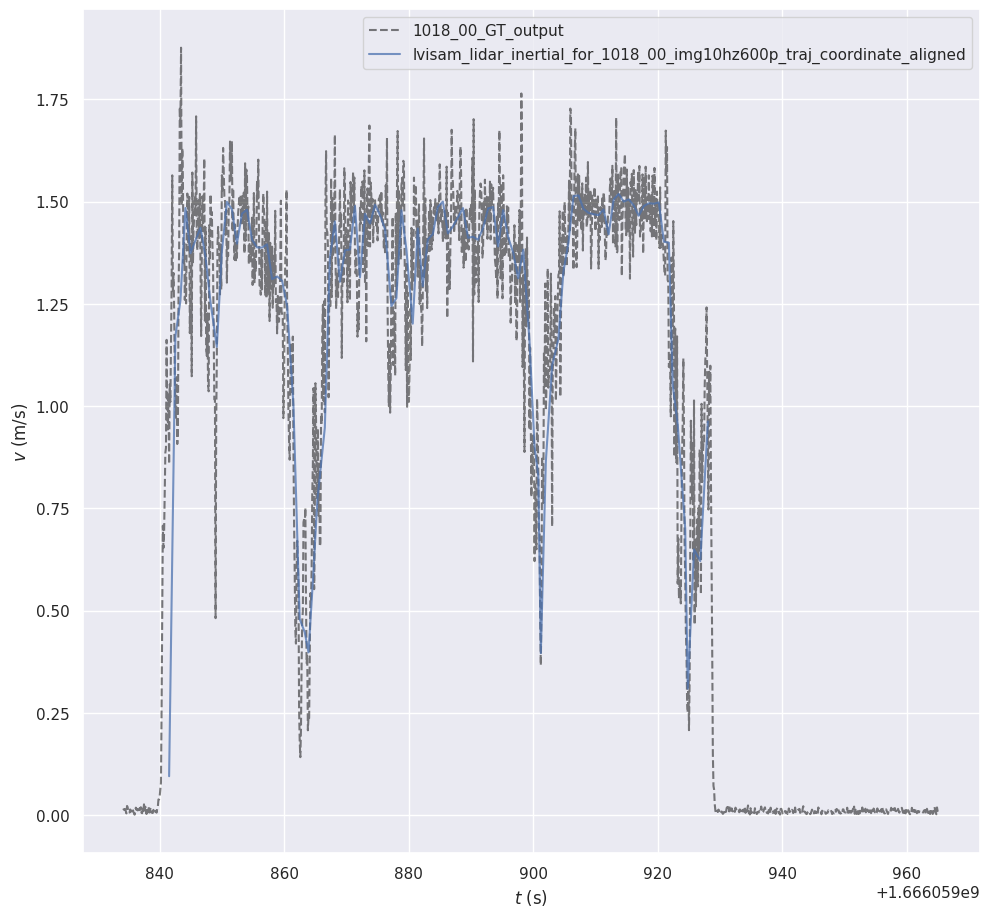 1018_00_GT_output
lvisam_lidar_inertial_for_1018_00_img10hz600p_traj_coordinate_aligned
1.75
1.50
1.25
1.00
0.75
0.50
0.25
0.00
v (m/s)
840 860 880 900 920 940 960
t (s)
+1.666059e9